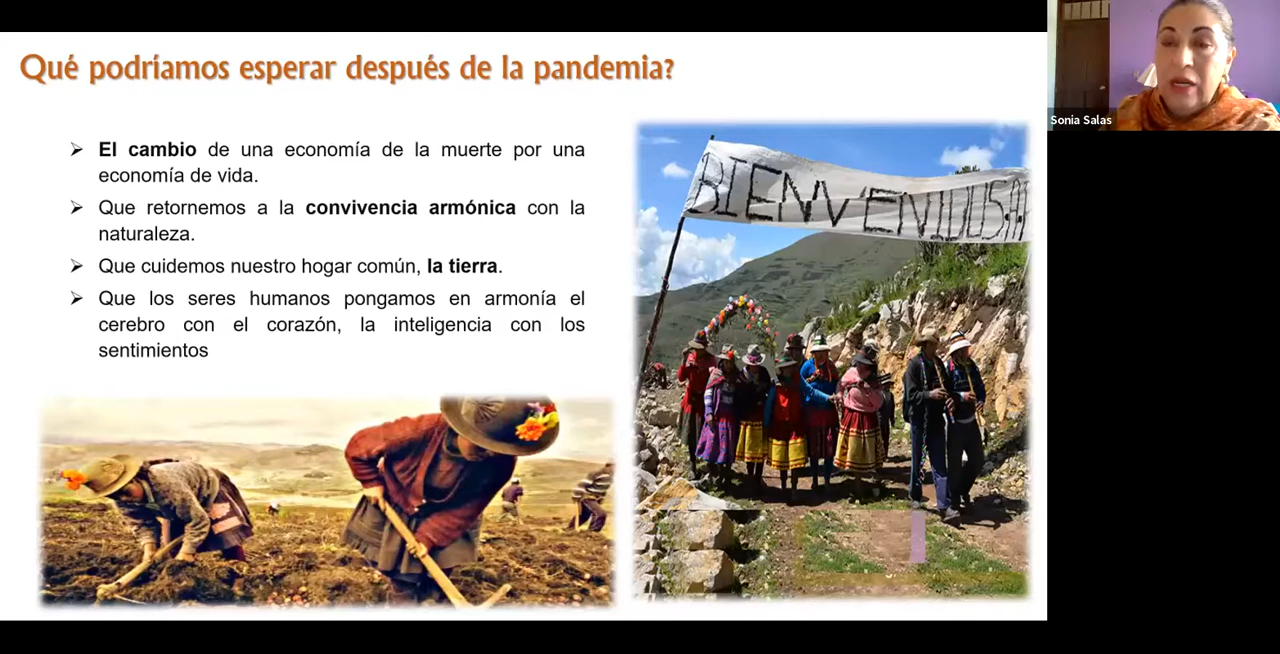 Qué podríamos esperar después de la pandemia?
El cambio de una economía de la muerte por una
economía de vida.
Que retornemos a la convivencia armónica con la
naturaleza.
Que cuidemos nuestro hogar común, la tierra.
Que los seres humanos pongamos en armonía el
cerebro con el corazón, la inteligencia con los
sentimientos
BIENVENIDOS
Sonia Salas